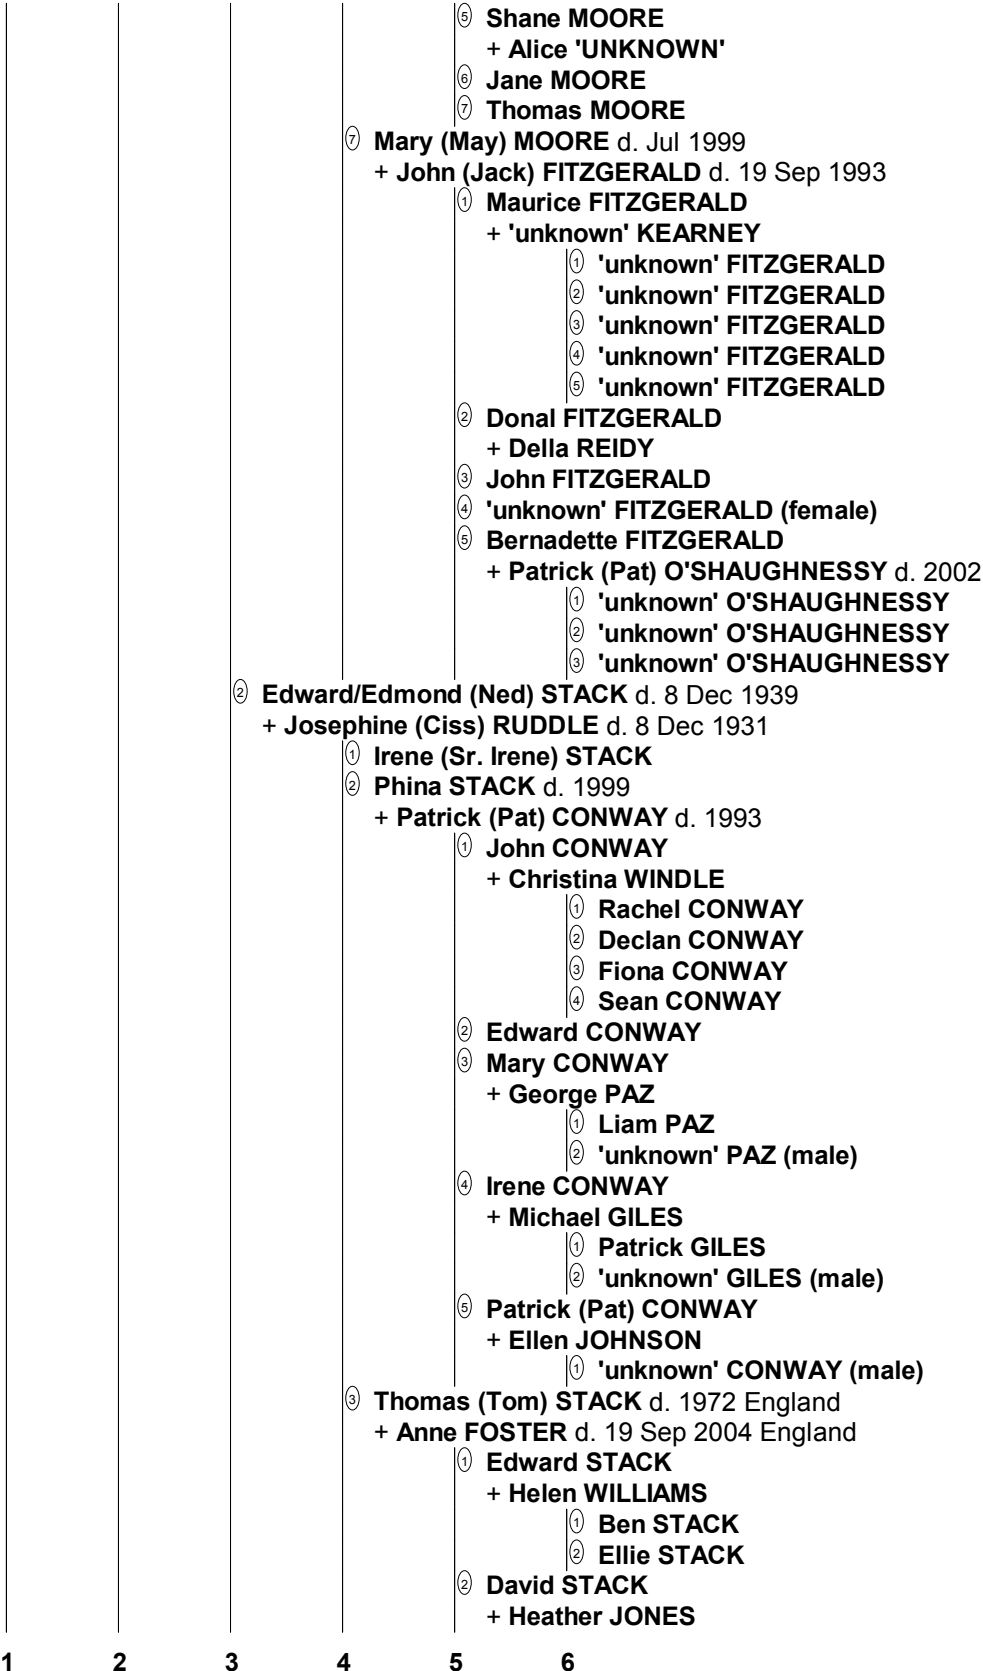 ⑤ Shane MOORE
+ Alice 'UNKNOWN'
⑥ Jane MOORE
⑦ Thomas MOORE
⑦ Mary (May) MOORE d. Jul 1999
+ John (Jack) FITZGERALD d. 19 Sep 1993
① Maurice FITZGERALD
+ 'unknown' KEARNEY
① 'unknown' FITZGERALD
② 'unknown' FITZGERALD
③ 'unknown' FITZGERALD
④ 'unknown' FITZGERALD
⑤ 'unknown' FITZGERALD
② Donal FITZGERALD
+ Della REIDY
③ John FITZGERALD
④ 'unknown' FITZGERALD (female)
⑤ Bernadette FITZGERALD
+ Patrick (Pat) O'SHAUGHNESSY d. 2002
① 'unknown' O'SHAUGHNESSY
② 'unknown' O'SHAUGHNESSY
③ 'unknown' O'SHAUGHNESSY
② Edward/Edmond (Ned) STACK d. 8 Dec 1939
+ Josephine (Ciss) RUDDLE d. 8 Dec 1931
① Irene (Sr. Irene) STACK
② Phina STACK d. 1999
+ Patrick (Pat) CONWAY d. 1993
① John CONWAY
+ Christina WINDLE
① Rachel CONWAY
② Declan CONWAY
③ Fiona CONWAY
④ Sean CONWAY
② Edward CONWAY
③ Mary CONWAY
+ George PAZ
① Liam PAZ
② 'unknown' PAZ (male)
④ Irene CONWAY
+ Michael GILES
① Patrick GILES
② 'unknown' GILES (male)
⑤ Patrick (Pat) CONWAY
+ Ellen JOHNSON
① 'unknown' CONWAY (male)
③ Thomas (Tom) STACK d. 1972 England
+ Anne FOSTER d. 19 Sep 2004 England
① Edward STACK
+ Helen WILLIAMS
① Ben STACK
② Ellie STACK
② David STACK
+ Heather JONES
1 2 3 4 5 6